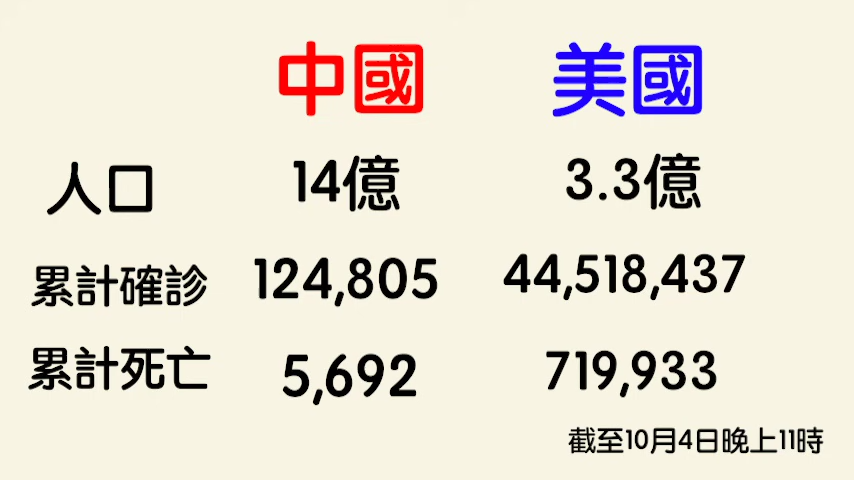 中國 美國
人口 14億 3.3億
累計確診 124,805 44,518,437
累計死亡 5,692 719,933
截至10月4日晚上11時